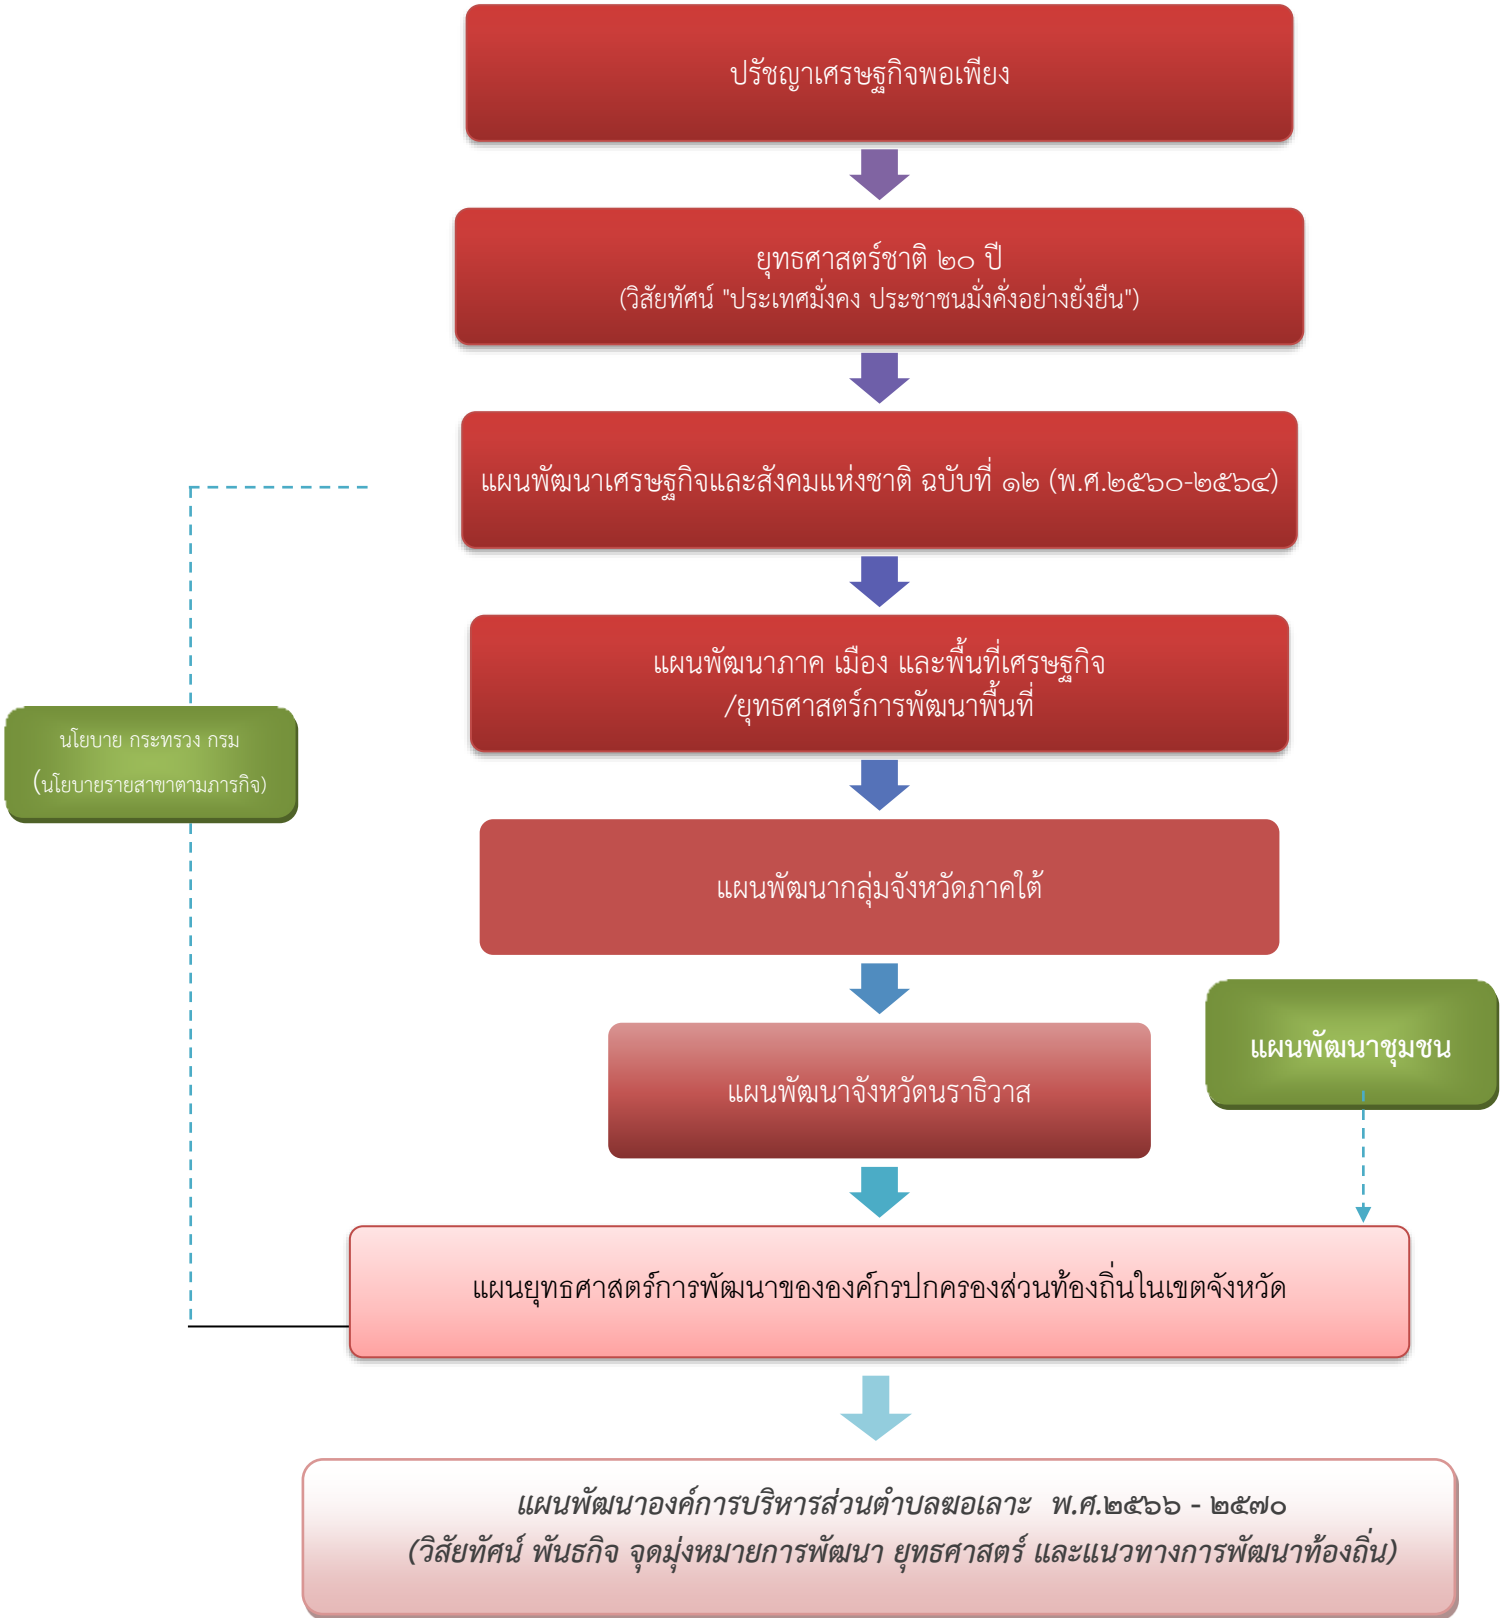 ปรัชญาเศรษฐกิจพอเพียง
ยุทธศาสตร์ชาติ ๒๐ ปี
(วิสัยทัศน์ "ประเทศมั่งคง ประชาชนมั่งคั่งอย่างยั่งยืน")
แผนพัฒนาเศรษฐกิจและสังคมแห่งชาติ ฉบับที่ ๑๒ (พ.ศ.๒๕๖๐-๒๕๖๔)
แผนพัฒนาภาค เมือง และพื้นที่เศรษฐกิจ
/ยุทธศาสตร์การพัฒนาพื้นที่
นโยบาย กระทรวง กรม
(นโยบายรายสาขาตามภารกิจ)
แผนพัฒนากลุ่มจังหวัดภาคใต้
แผนพัฒนาชุมชน
แผนพัฒนาจังหวัดนราธิวาส
แผนยุทธศาสตร์การพัฒนาขององค์กรปกครองส่วนท้องถิ่นในเขตจังหวัด
แผนพัฒนาองค์การบริหารส่วนตำบลฆอเลาะ พ.ศ.๒๕๖๖ - ๒๕๗๐
(วิสัยทัศน์ พันธกิจ จุดมุ่งหมายการพัฒนา ยุทธศาสตร์ และแนวทางการพัฒนาท้องถิ่น)